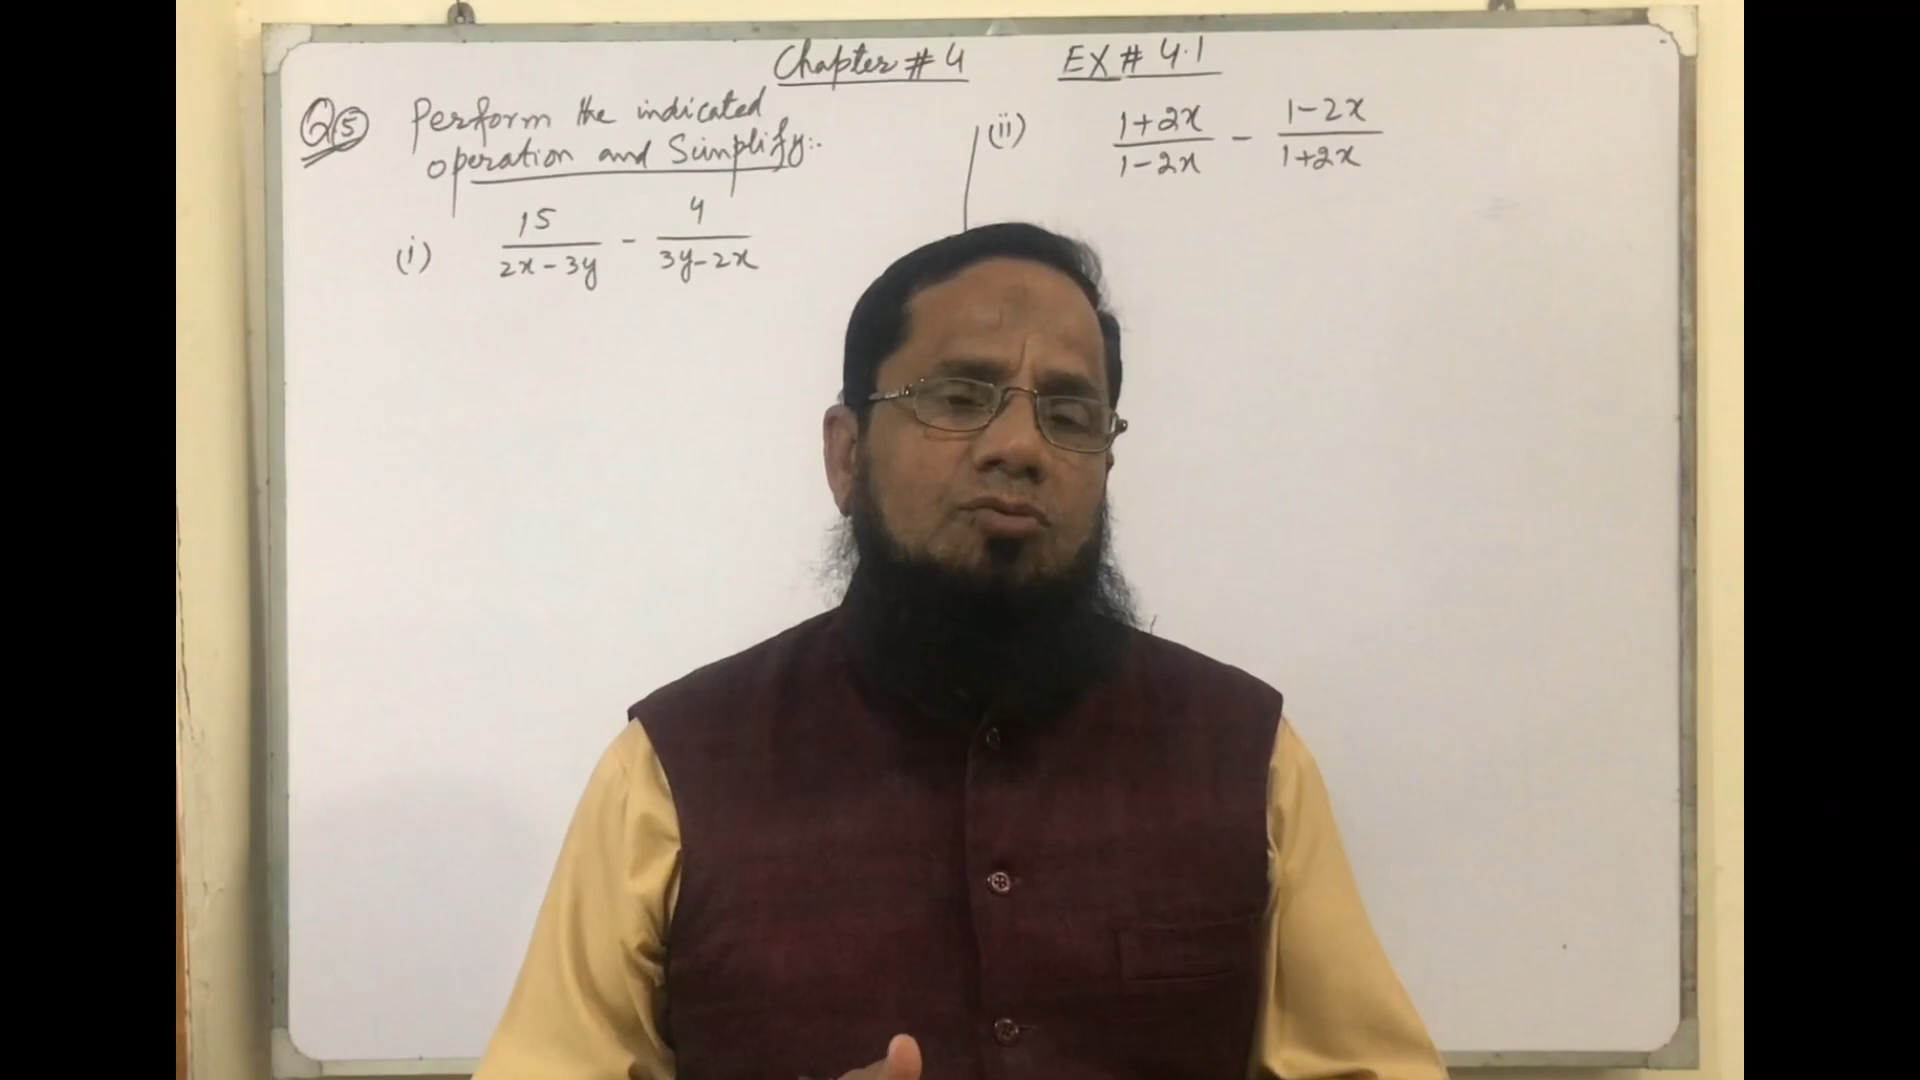 Chapter # 4 EX # 4.1
Q5 Perform the indicated
operation and Simplify:-
(i) 15/(2x-3y) - 4/(3y-2x)
(ii) (1+2x)/(1-2x) - (1-2x)/(1+2x)